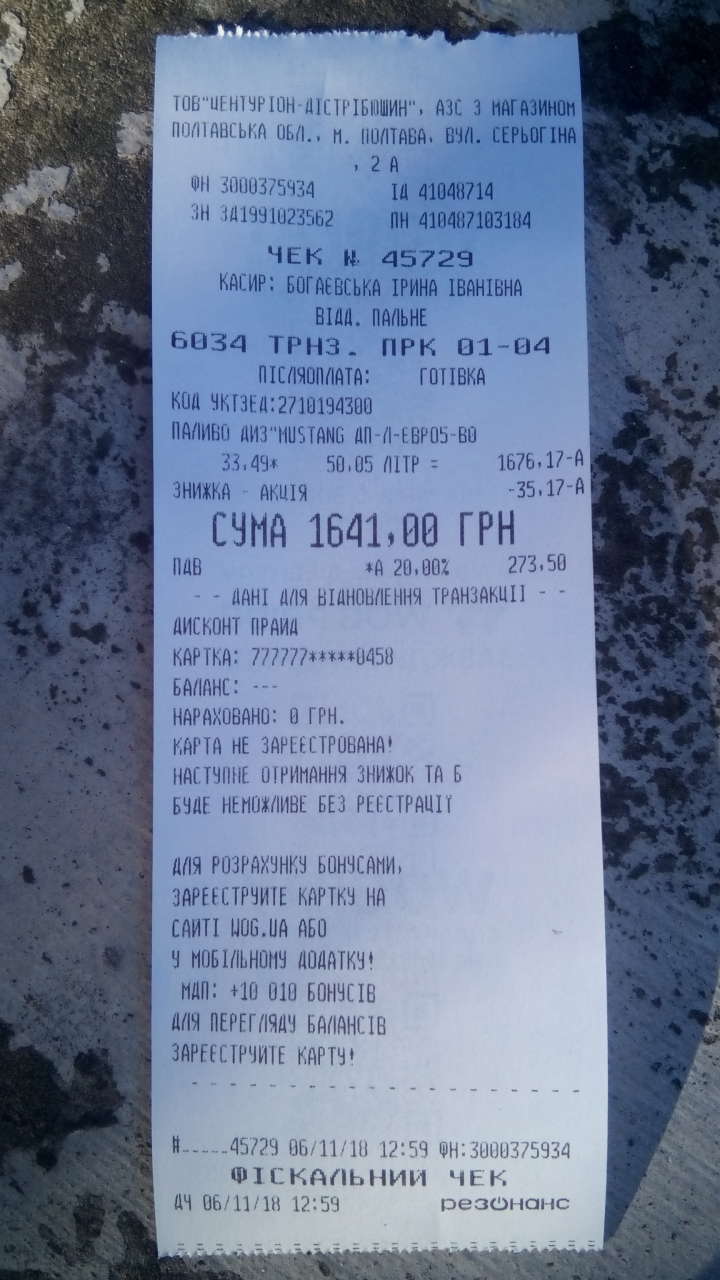 ТОВ"ЦЕНТУРІОН-ДІСТРІБЮШИН", АЗС З МАГАЗИНОМ
ПОЛТАВСЬКА ОБЛ., М. ПОЛТАВА, ВУЛ. СЕРЬОГІНА
, 2 А
ФН 3000375934 ІД 41048714
ЗН ЗД1991023562 ПН 410487103184
ЧЕК № 45729
КАСИР: БОГАЄВСЬКА ІРИНА ІВАНІВНА
ВІДД. ПАЛЬНЕ
6034 ТРНЗ. ПРК 01-04
ПІСЛЯОПЛАТА: ГОТІВКА
КОД УКТЗЕД:2710194300
ПАЛИВО ДИЗ"MUSTANG ДП-Л-ЄВРО5-В0
33,49* 50,05 ЛІТР = 1676,17-А
ЗНИЖКА - АКЦІЯ -35,17-А
СУМА 1641,00 ГРН
ПДВ *А 20,00% 273,50
- - ДАНІ ДЛЯ ВІДНОВЛЕННЯ ТРАНЗАКЦІІ - -
ДИСКОНТ ПРАЙД
КАРТКА: 777777*****0458
БАЛАНС: ---
НАРАХОВАНО: 0 ГРН.
КАРТА НЕ ЗАРЕЄСТРОВАНА!
НАСТУПНЕ ОТРИМАННЯ ЗНИЖОК ТА Б
БУДЕ НЕМОЖЛИВЕ БЕЗ РЕЄСТРАЦІЇ
ДЛЯ РОЗРАХУНКУ БОНУСАМИ,
ЗАРЕЄСТРУЙТЕ КАРТКУ НА
САЙТІ WOG.UA АБО
У МОБІЛЬНОМУ ДОДАТКУ!
МДП: +10 010 БОНУСІВ
ДЛЯ ПЕРЕГЛЯДУ БАЛАНСІВ
ЗАРЕЄСТРУЙТЕ КАРТУ!
- - - - - - - - - - - - - - - - - - - - -
#_____45729 06/11/18 12:59 ФН:3000375934
ФІСКАЛЬНИЙ ЧЕК
ДЧ 06/11/18 12:59 резонанс